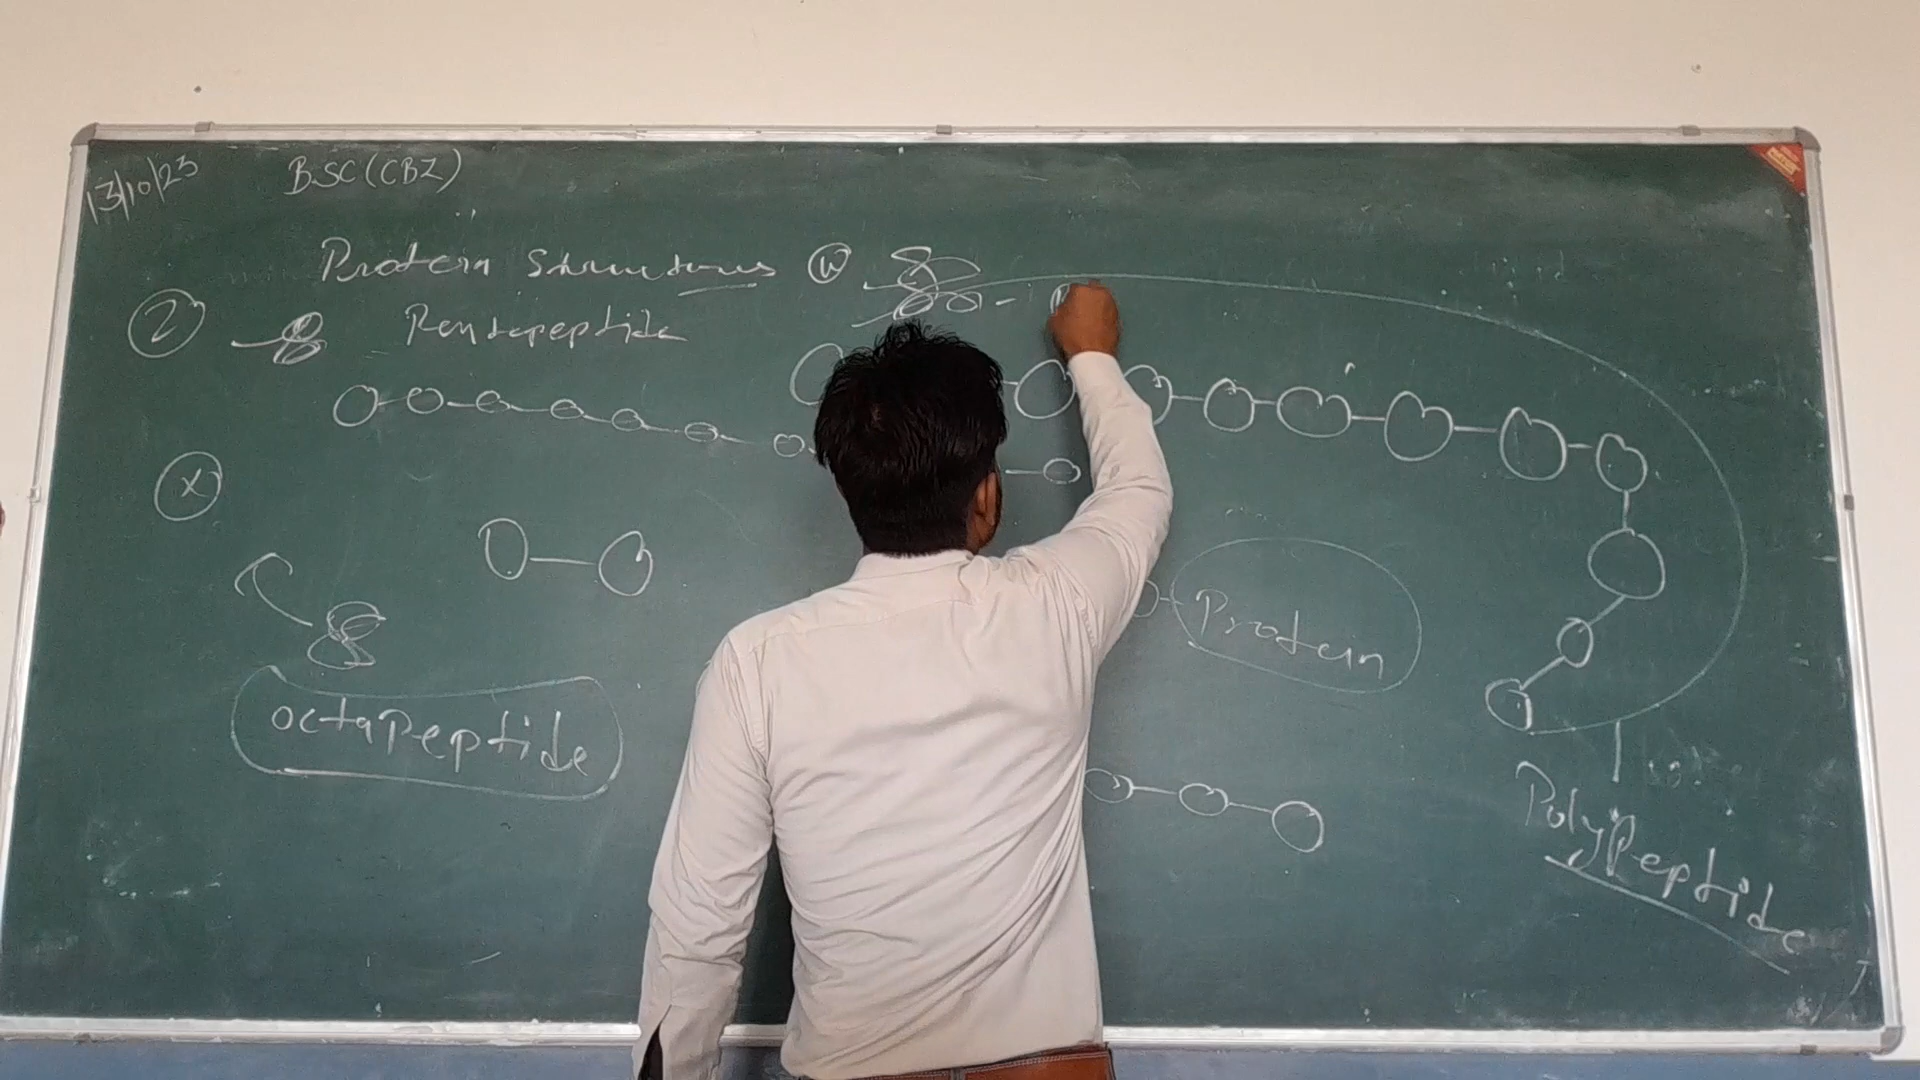 13/10/23
BSC (CBZ)
Protein Structures
Pentapeptide
Protein
octapeptide
Polypeptide